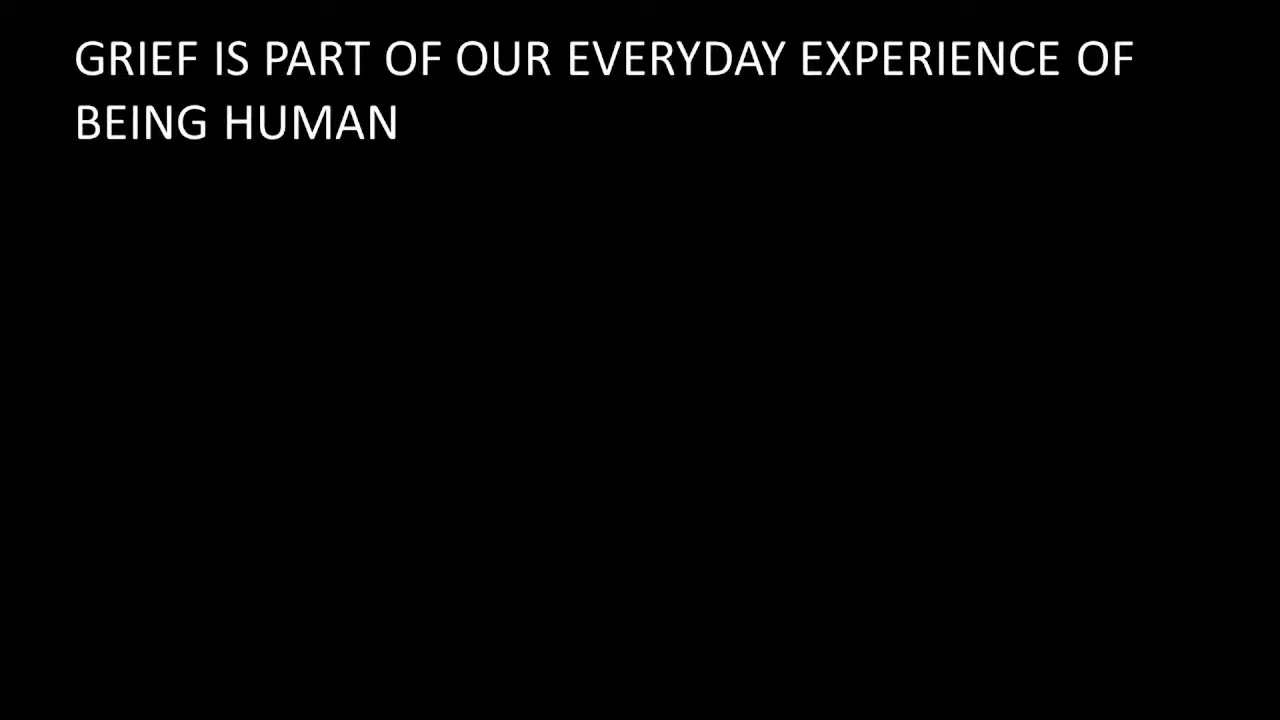 GRIEF IS PART OF OUR EVERYDAY EXPERIENCE OF
BEING HUMAN